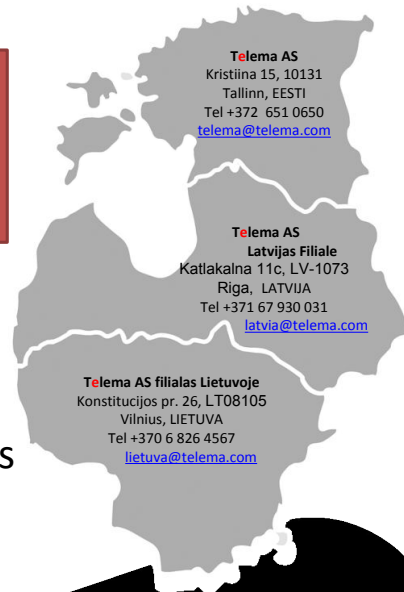 Telema AS
Kristiina 15, 10131
Tallinn, EESTI
Tel +372 651 0650
telema@telema.com
Telema AS
Latvijas Filiale
Katlakalna 11c, LV-1073
Riga, LATVIJA
Tel +371 67 930 031
latvia@telema.com
Telema AS filialas Lietuvoje
Konstitucijos pr. 26, LT08105
Vilnius, LIETUVA
Tel +370 6 826 4567
s
lietuva@telema.com